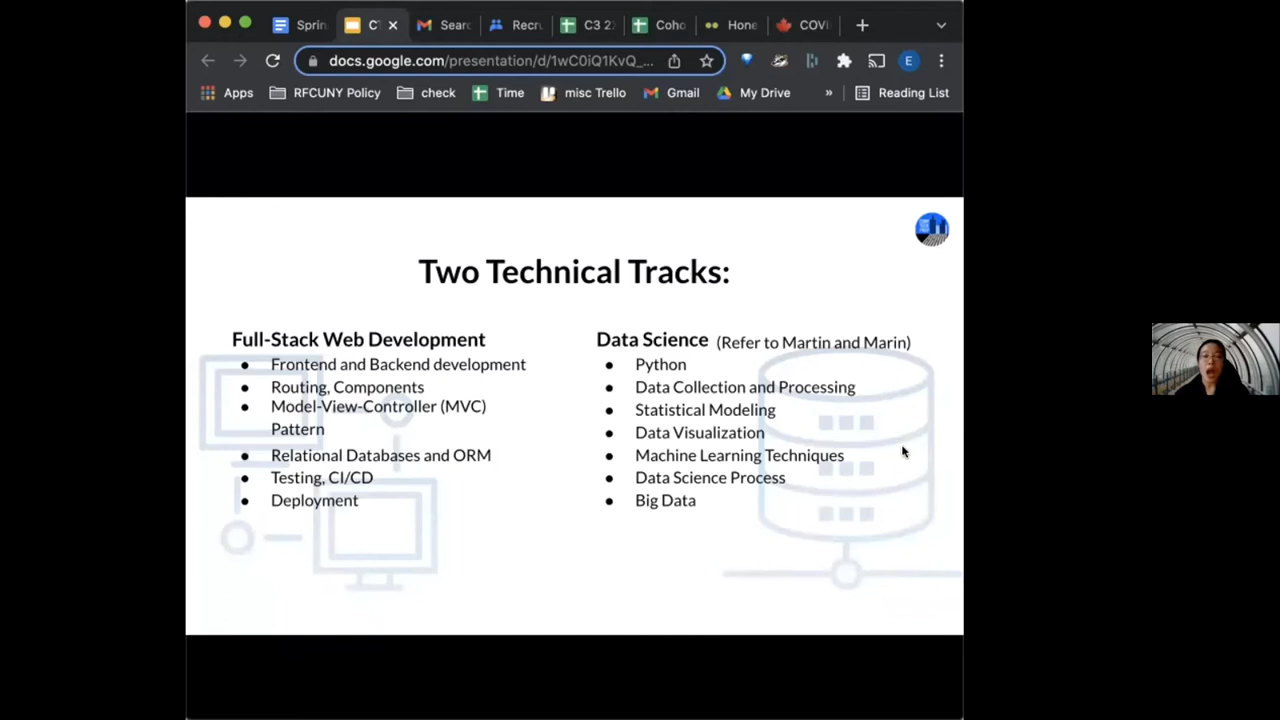 Sprin
C
Sear
Recru
C3 2
Coho
Hone
COVI
docs.google.com/presentation/d/1wC0iQ1KvQ_...
E
Apps RFCUNY Policy check Time misc Trello Gmail My Drive » Reading List
Two Technical Tracks:
Full-Stack Web Development
• Frontend and Backend development
• Routing, Components
• Model-View-Controller (MVC)
Pattern
• Relational Databases and ORM
• Testing, CI/CD
• Deployment
Data Science (Refer to Martin and Marin)
• Python
• Data Collection and Processing
• Statistical Modeling
• Data Visualization
• Machine Learning Techniques
• Data Science Process
• Big Data